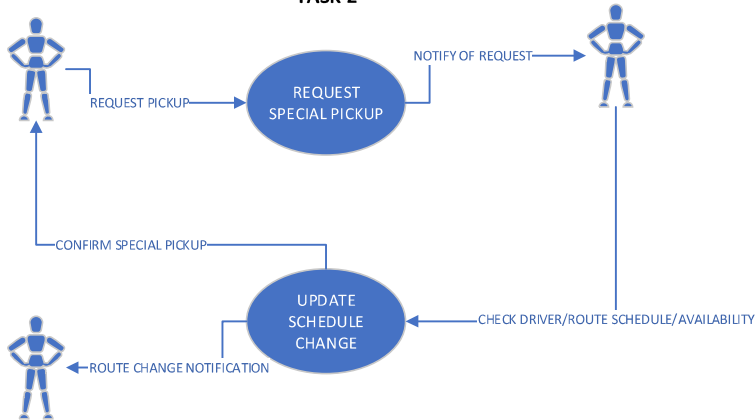 TASK 2
NOTIFY OF REQUEST
REQUEST
SPECIAL PICKUP
REQUEST PICKUP
CONFIRM SPECIAL PICKUP
UPDATE
SCHEDULE
CHANGE
CHECK DRIVER/ROUTE SCHEDULE/AVAILABILITY
ROUTE CHANGE NOTIFICATION